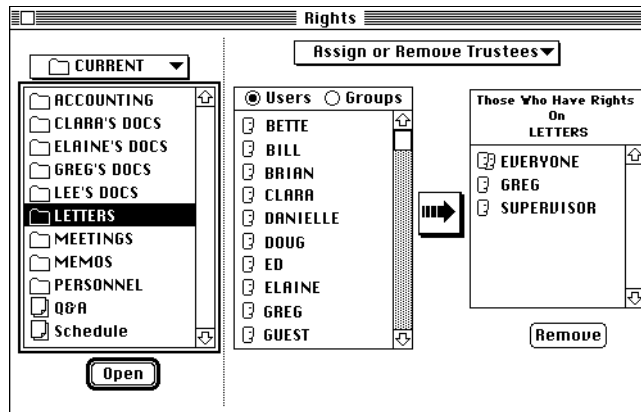 Rights
CURRENT
ACCOUNTING
CLARA'S DOCS
ELAINE'S DOCS
GREG'S DOCS
LEE'S DOCS
LETTERS
MEETINGS
MEMOS
PERSONNEL
Q&A
Schedule
Open
Assign or Remove Trustees
Users Groups
BETTE
BILL
BRIAN
CLARA
DANIELLE
DOUG
ED
ELAINE
GREG
GUEST
Those Who Have Rights
On
LETTERS
EVERYONE
GREG
SUPERVISOR
Remove